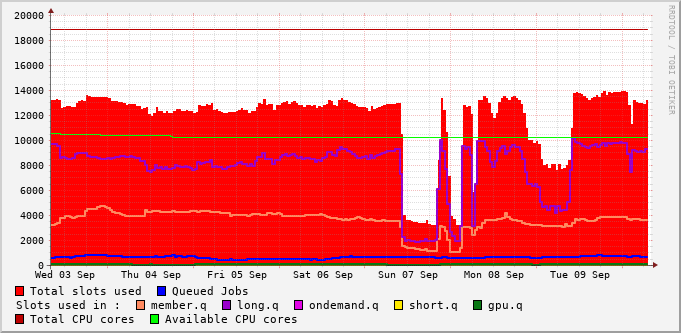 20000
18000
16000
14000
12000
10000
8000
6000
4000
2000
0
Wed 03 Sep Thu 04 Sep Fri 05 Sep Sat 06 Sep Sun 07 Sep Mon 08 Sep Tue 09 Sep
RRDTOOL / TOBI OETIKER
Total slots used Queued Jobs
Slots used in : member.q long.q ondemand.q short.q gpu.q
Total CPU cores Available CPU cores